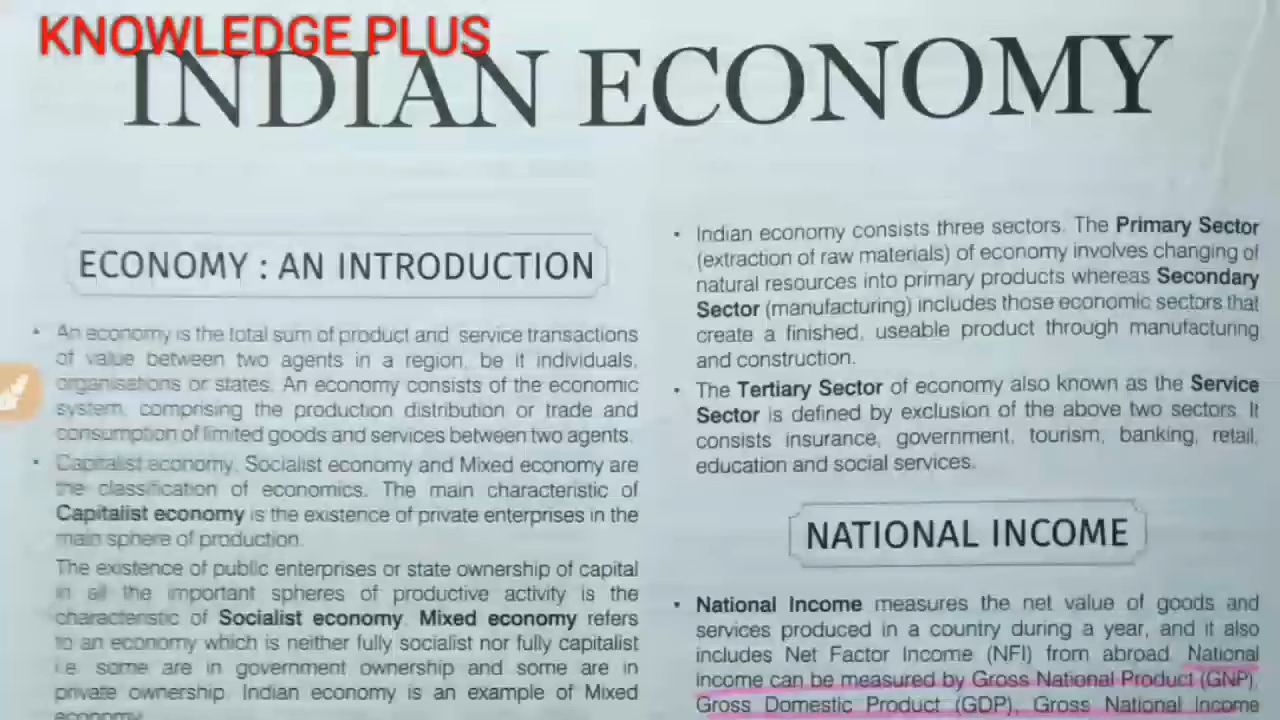 KNOWLEDGE PLUS
INDIAN ECONOMY
ECONOMY : AN INTRODUCTION
• An economy is the total sum of product and service transactions
of value between two agents in a region, be it individuals,
organisations or states. An economy consists of the economic
system, comprising the production distribution or trade and
consumption of limited goods and services between two agents.
• Capitalist economy, Socialist economy and Mixed economy are
the classification of economics. The main characteristic of
Capitalist economy is the existence of private enterprises in the
main sphere of production.
The existence of public enterprises or state ownership of capital
in all the important spheres of productive activity is the
characteristic of Socialist economy. Mixed economy refers
to an economy which is neither fully socialist nor fully capitalist
i.e. some are in government ownership and some are in
private ownership. Indian economy is an example of Mixed
economy.
• Indian economy consists three sectors. The Primary Sector
(extraction of raw materials) of economy involves changing of
natural resources into primary products whereas Secondary
Sector (manufacturing) includes those economic sectors that
create a finished, useable product through manufacturing
and construction.
• The Tertiary Sector of economy also known as the Service
Sector is defined by exclusion of the above two sectors. It
consists insurance, government, tourism, banking, retail,
education and social services.
NATIONAL INCOME
• National Income measures the net value of goods and
services produced in a country during a year, and it also
includes Net Factor Income (NFI) from abroad. National
income can be measured by Gross National Product (GNP),
Gross Domestic Product (GDP), Gross National Income